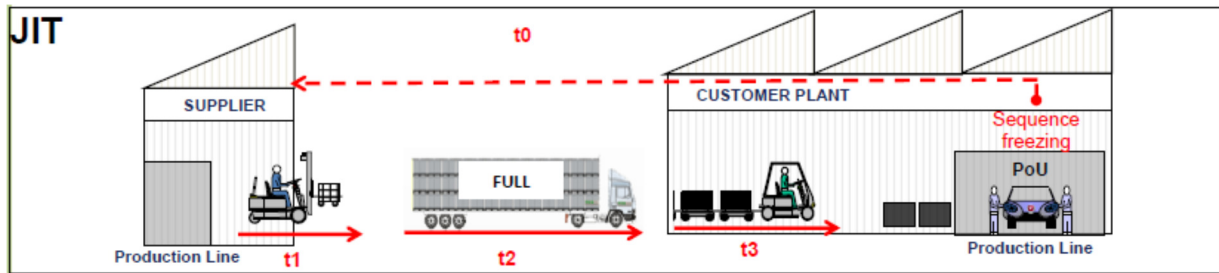 JIT
t0
SUPPLIER
CUSTOMER PLANT
Sequence
freezing
FULL
PoU
Production Line
t1
t2
t3
Production Line